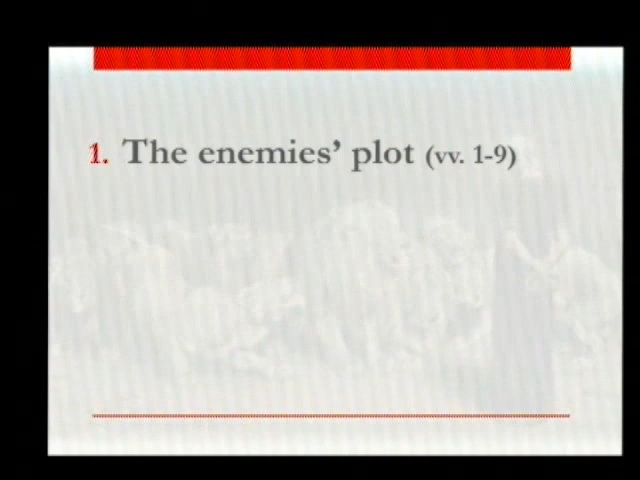 1. The enemies’ plot (vv. 1-9)